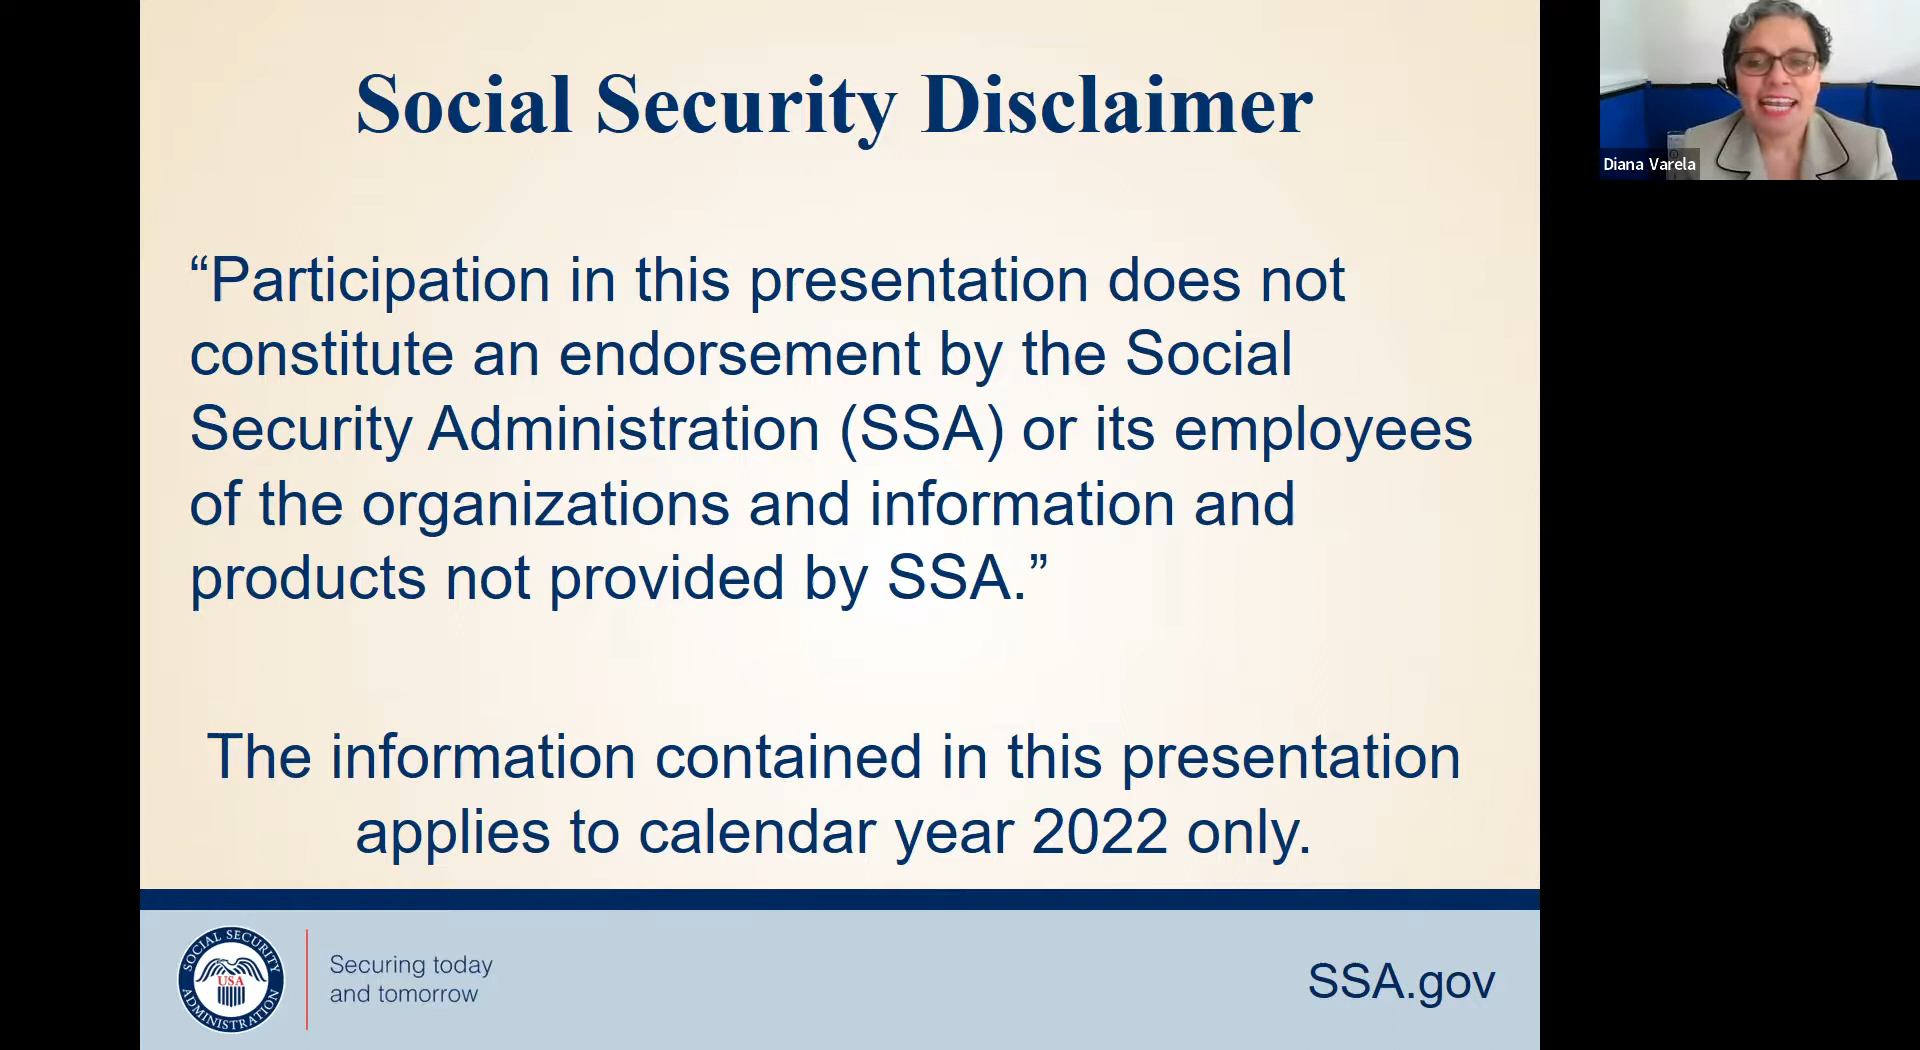 Social Security Disclaimer
“Participation in this presentation does not
constitute an endorsement by the Social
Security Administration (SSA) or its employees
of the organizations and information and
products not provided by SSA.”
The information contained in this presentation
applies to calendar year 2022 only.
SOCIAL SECURITY
USA
ADMINISTRATION
Securing today
and tomorrow
SSA.gov
Diana Varela